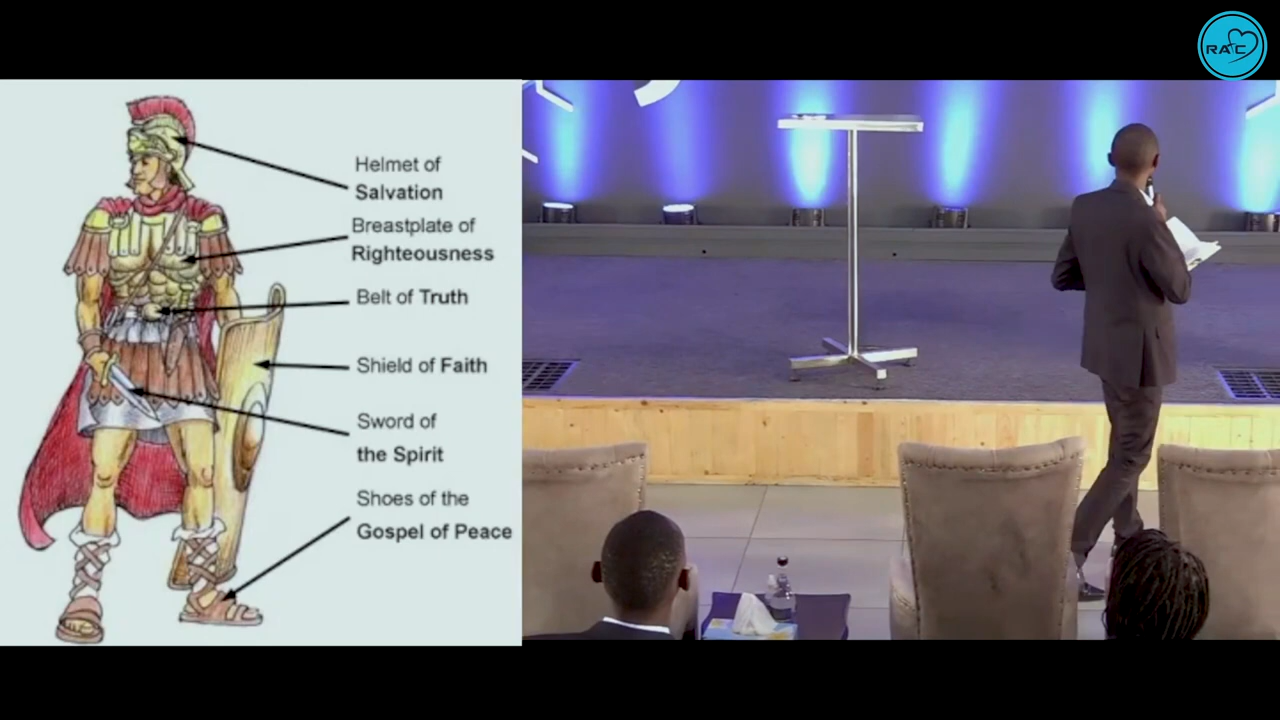 RAFC
Helmet of
Salvation
Breastplate of
Righteousness
Belt of Truth
Shield of Faith
Sword of
the Spirit
Shoes of the
Gospel of Peace